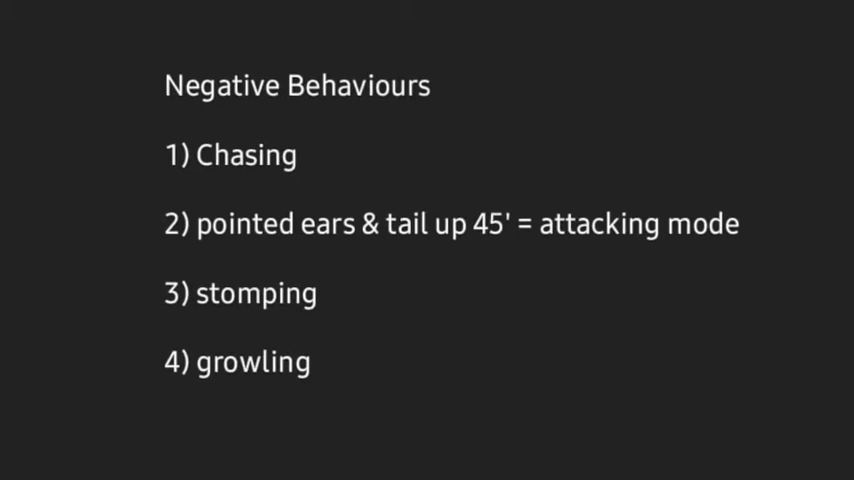 Negative Behaviours
1) Chasing
2) pointed ears & tail up 45' = attacking mode
3) stomping
4) growling